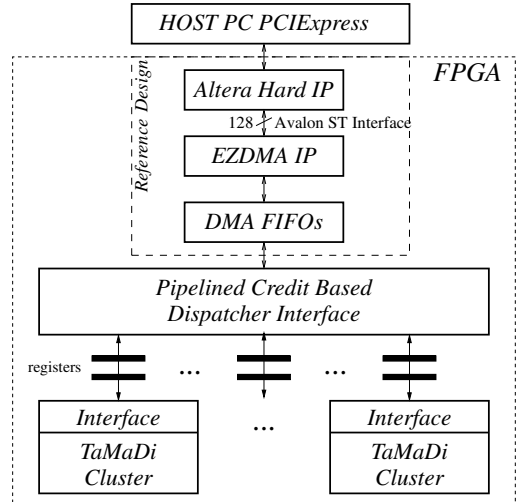 HOST PC PCIExpress
FPGA
Reference Design
Altera Hard IP
128 Avalon ST Interface
EZDMA IP
DMA FIFOs
Pipelined Credit Based
Dispatcher Interface
registers
... ...
...
Interface
TaMaDi
Cluster
Interface
TaMaDi
Cluster